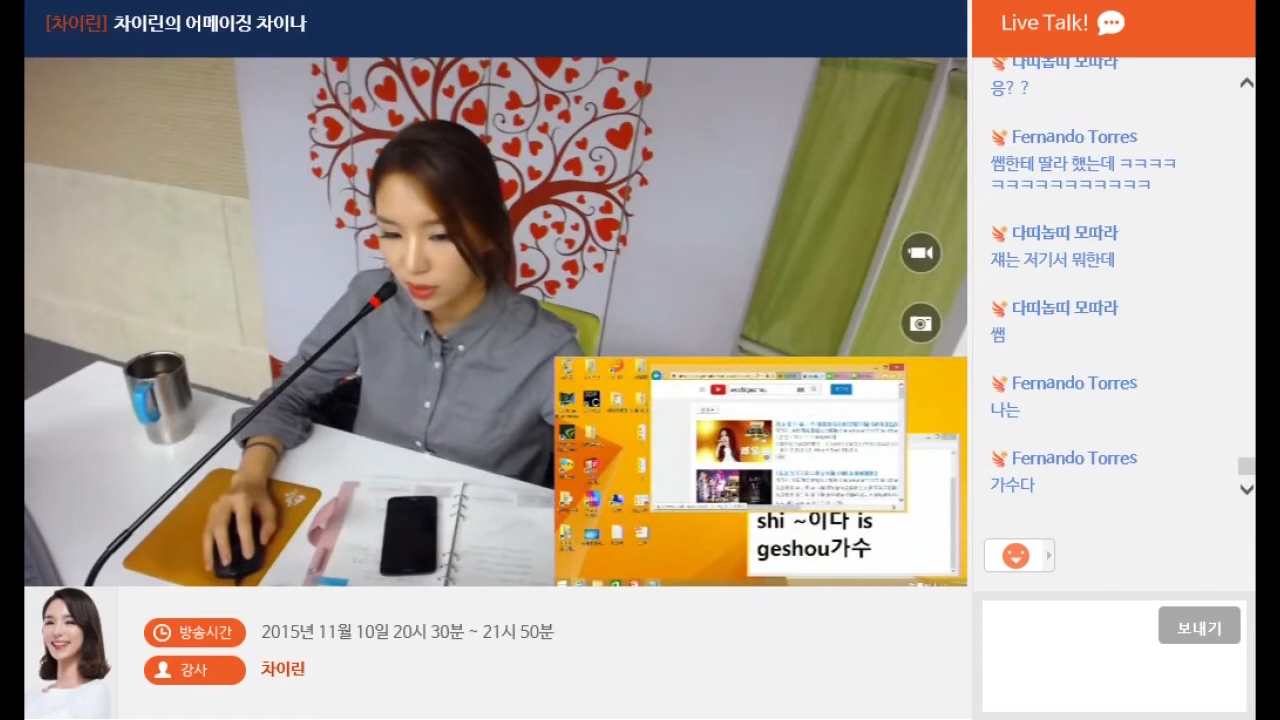 [차이린] 차이린의 어메이징 차이나
Live Talk!
다띠놉띠 모따라
응? ?
Fernando Torres
쌤한테 딸라 했는데 ㅋㅋㅋㅋ
ㅋㅋㅋㅋㅋㅋㅋㅋㅋㅋㅋ
다띠놉띠 모따라
쟤는 저기서 뭐한데
다띠놉띠 모따라
쌤
Fernando Torres
나는
Fernando Torres
가수다
shi ~이다 is
geshou가수
방송시간 2015년 11월 10일 20시 30분 ~ 21시 50분
강사 차이린
보내기